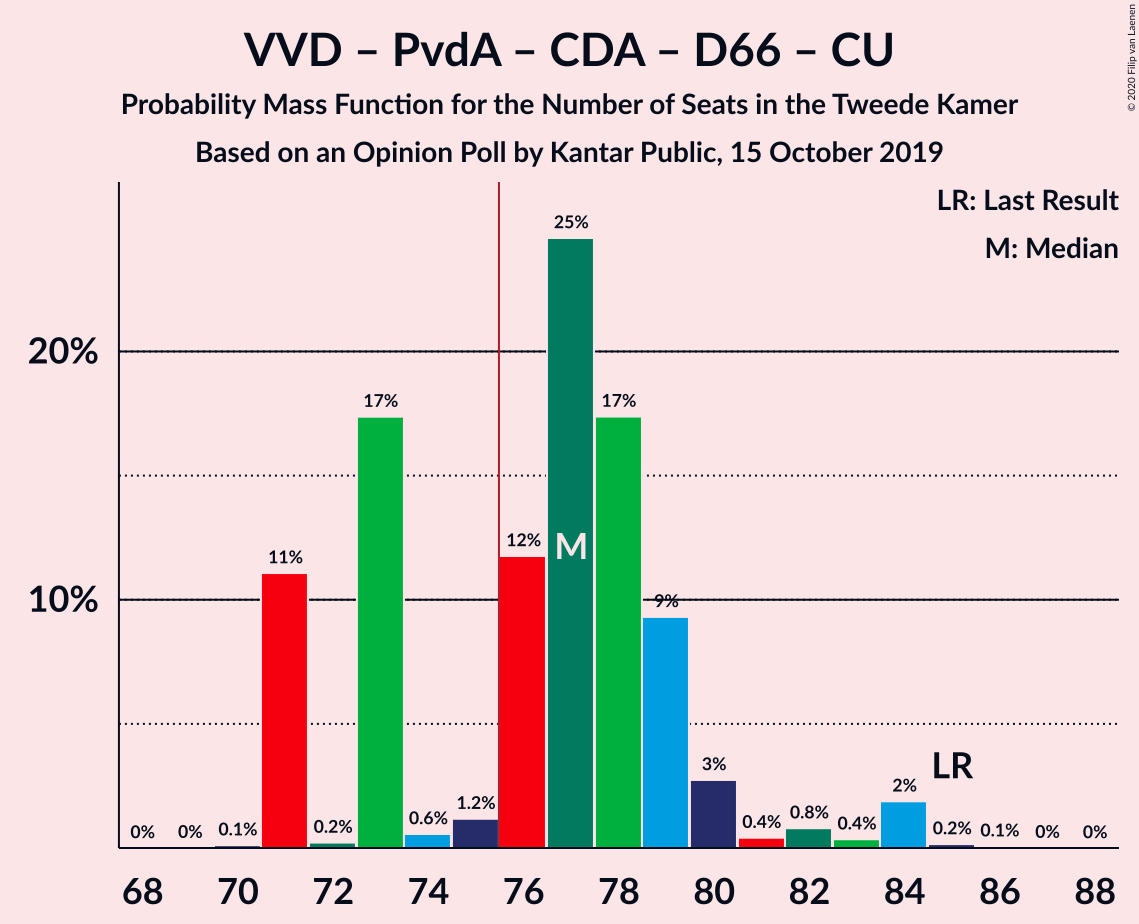 VVD – PvdA – CDA – D66 – CU
Probability Mass Function for the Number of Seats in the Tweede Kamer
Based on an Opinion Poll by Kantar Public, 15 October 2019
© 2020 Filip van Laenen
LR: Last Result
M: Median
20%
10%
0%
0%
0.1%
11%
0.2%
17%
0.6%
1.2%
12%
25%
M
17%
9%
3%
0.4%
0.8%
0.4%
2%
LR
0.2%
0.1%
0%
0%
68 70 72 74 76 78 80 82 84 86 88